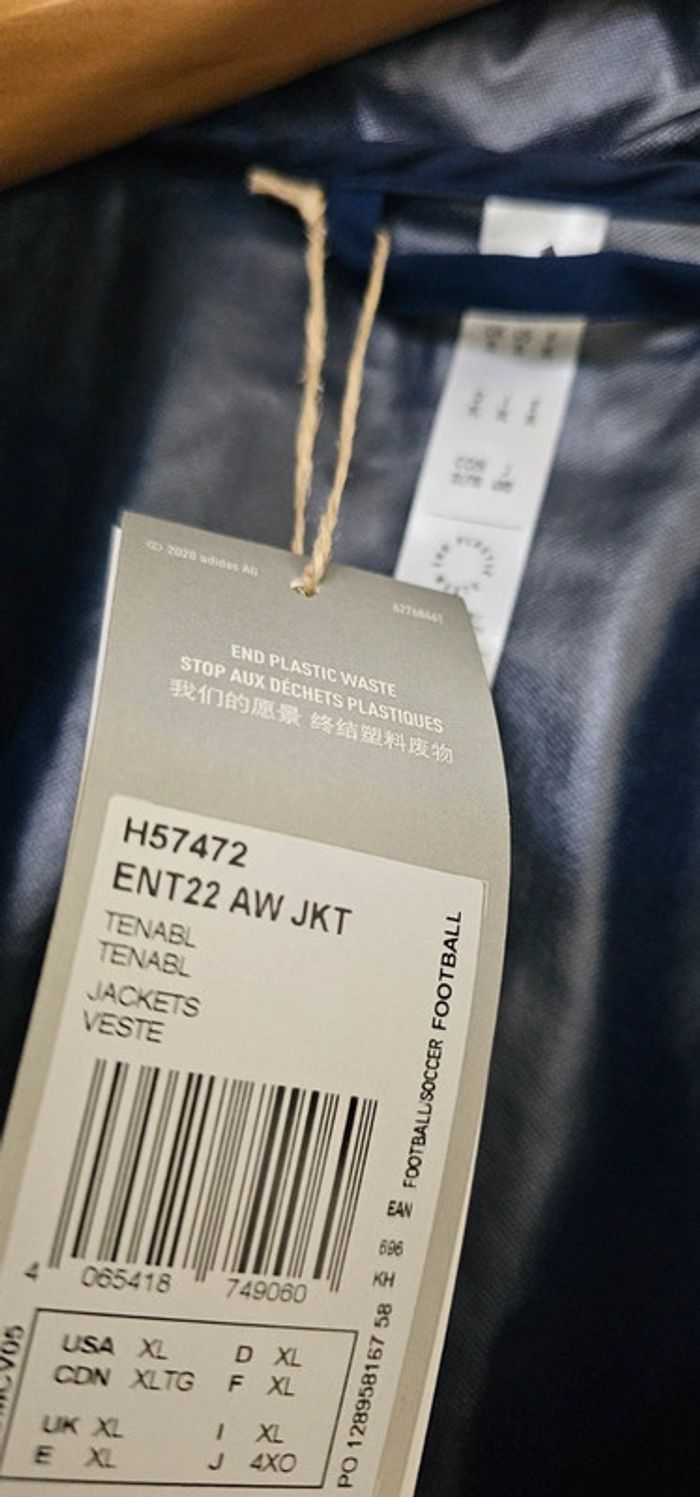 © 2020 adidas AG
62768461
END PLASTIC WASTE
STOP AUX DÉCHETS PLASTIQUES
我们的愿景 终结塑料废物
H57472
ENT22 AW JKT
TENABL
TENABL
JACKETS
VESTE
FOOTBALL/SOCCER FOOTBALL
EAN
696
KH
4 065418 749060
PO 128958167 58
USA XL D XL
CDN XLTG F XL
UK XL I XL
E XL J 4XO